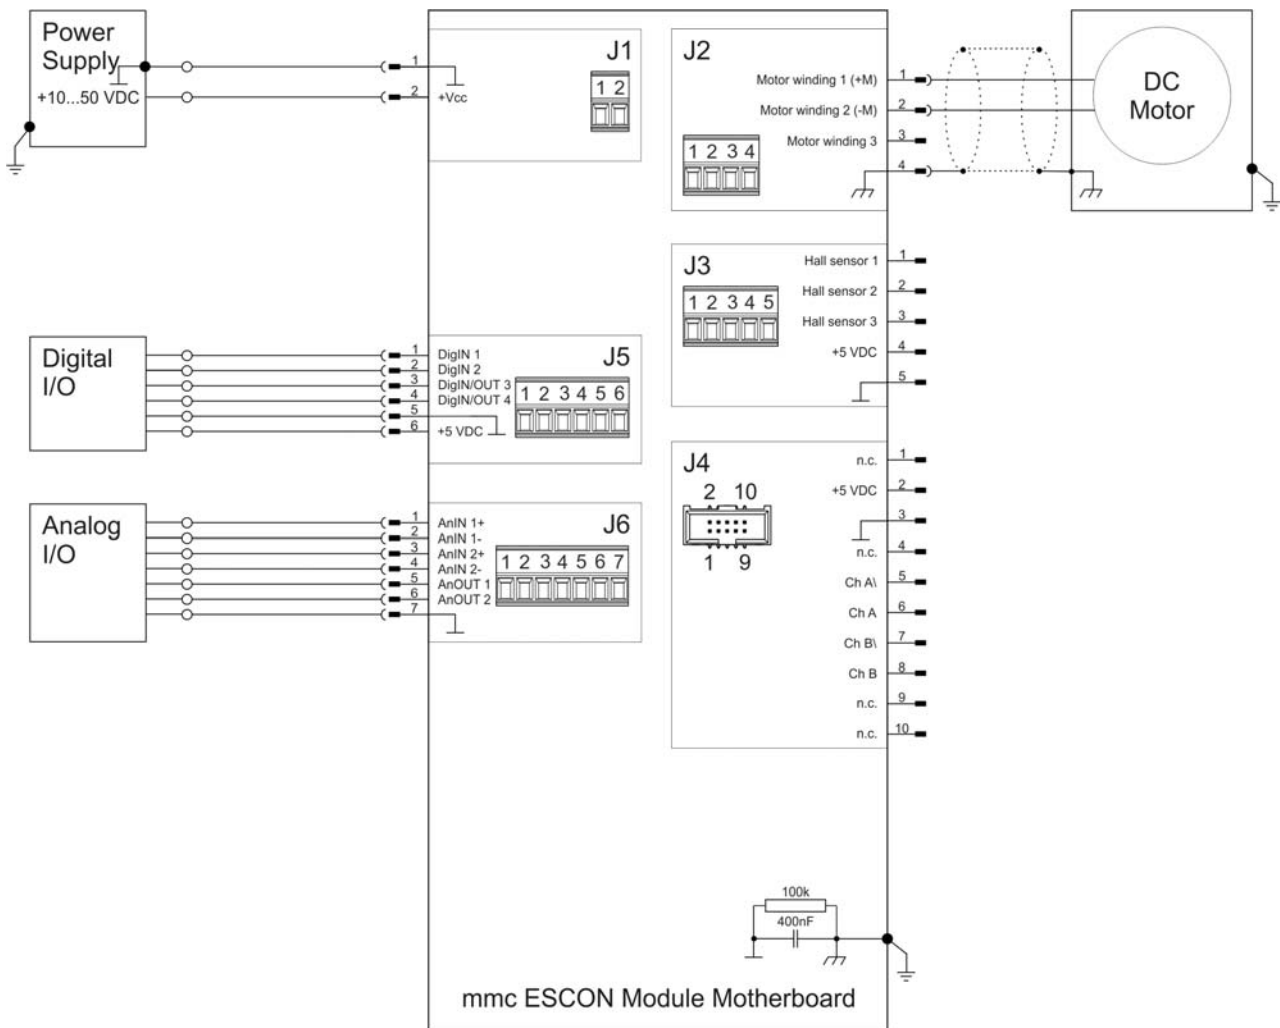 Power
Supply
+10...50 VDC
1
2
+Vcc
J1
1 2
J2
Motor winding 1 (+M)
1
Motor winding 2 (-M)
2
Motor winding 3
3
4
1 2 3 4
DC
Motor
J3
Hall sensor 1
1
Hall sensor 2
2
Hall sensor 3
3
+5 VDC
4
5
1 2 3 4 5
Digital
I/O
1
DigIN 1
2
DigIN 2
3
DigIN/OUT 3
4
DigIN/OUT 4
5
6
+5 VDC
J5
1 2 3 4 5 6
J4
2 10
1 9
n.c.
1
+5 VDC
2
3
n.c.
4
Ch A\
5
Ch A
6
Ch B\
7
Ch B
8
n.c.
9
n.c.
10
Analog
I/O
1
AnIN 1+
2
AnIN 1-
3
AnIN 2+
4
AnIN 2-
5
AnOUT 1
6
AnOUT 2
7
J6
1 2 3 4 5 6 7
100k
400nF
mmc ESCON Module Motherboard